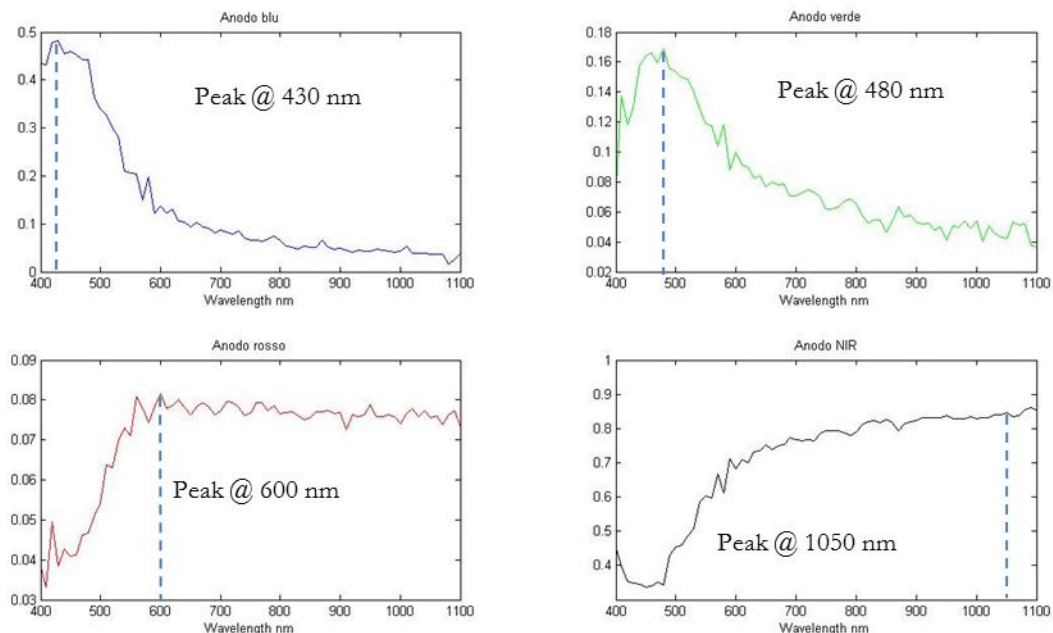 Anodo blu
0.5
0.4
0.3
0.2
0.1
0
Peak @ 430 nm
400 500 600 700 800 900 1000 1100
Wavelength nm
Anodo verde
0.18
0.16
0.14
0.12
0.1
0.08
0.06
0.04
0.02
Peak @ 480 nm
400 500 600 700 800 900 1000 1100
Wavelength nm
Anodo rosso
0.09
0.08
0.07
0.06
0.05
0.04
0.03
Peak @ 600 nm
400 500 600 700 800 900 1000 1100
Wavelength nm
Anodo NIR
1
0.9
0.8
0.7
0.6
0.5
0.4
Peak @ 1050 nm
400 500 600 700 800 900 1000 1100
Wavelength nm